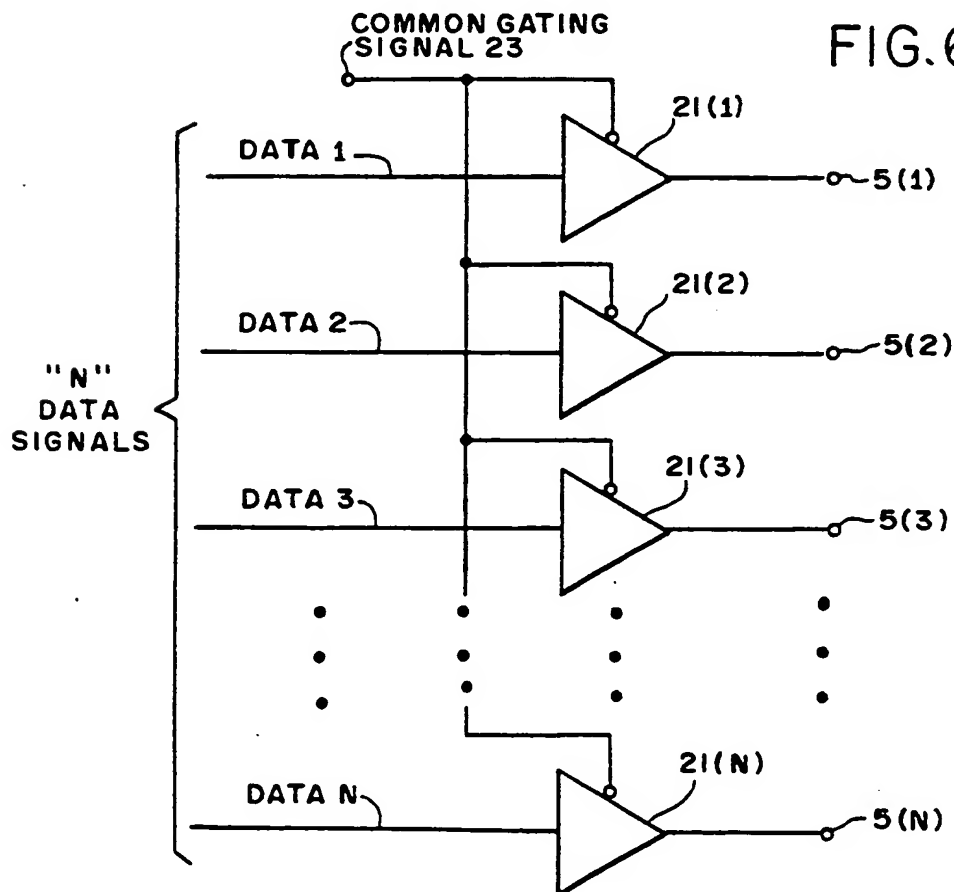 COMMON GATING
SIGNAL 23
FIG.6
21(1)
DATA 1
5(1)
21(2)
DATA 2
5(2)
"N"
DATA
SIGNALS
21(3)
DATA 3
5(3)
21(N)
DATA N
5(N)